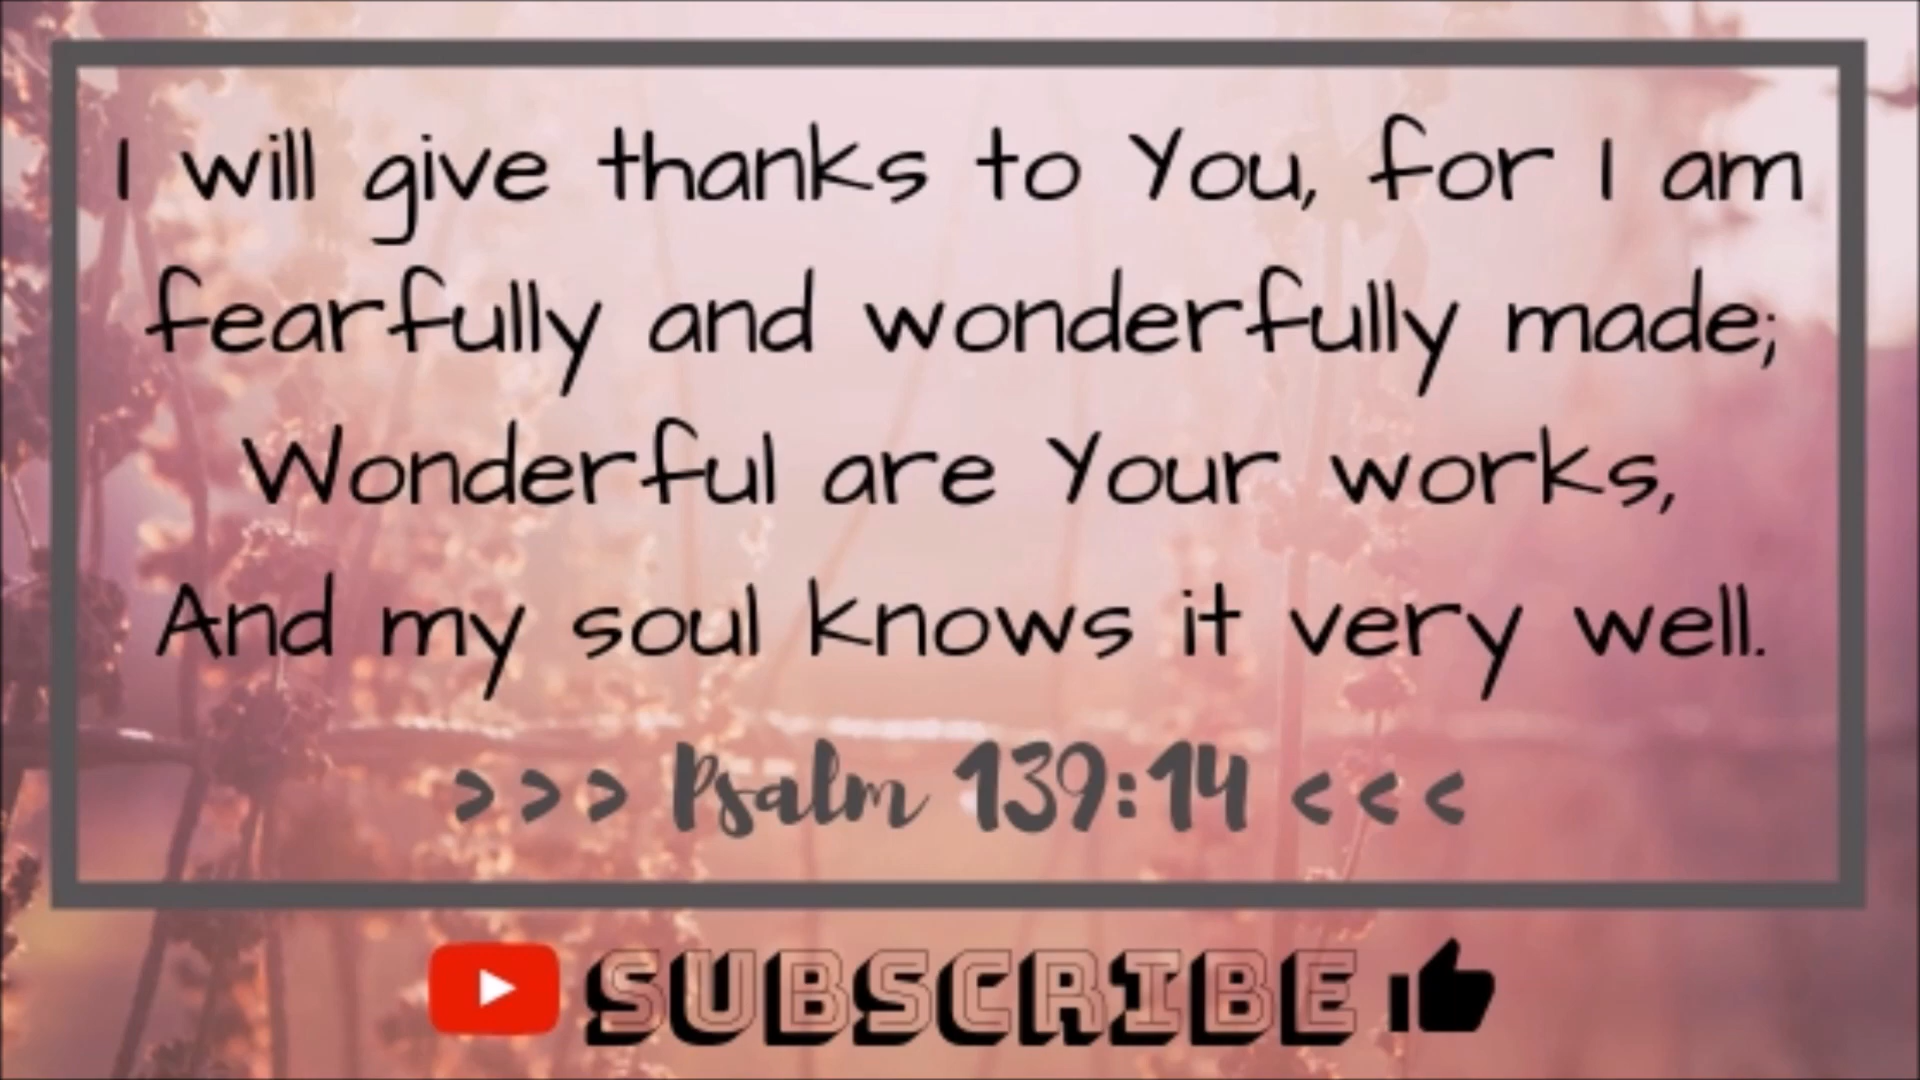 I will give thanks to You, for I am
fearfully and wonderfully made;
Wonderful are Your works,
And my soul knows it very well.
>>> Psalm 139:14 <<<
SUBSCRIBE